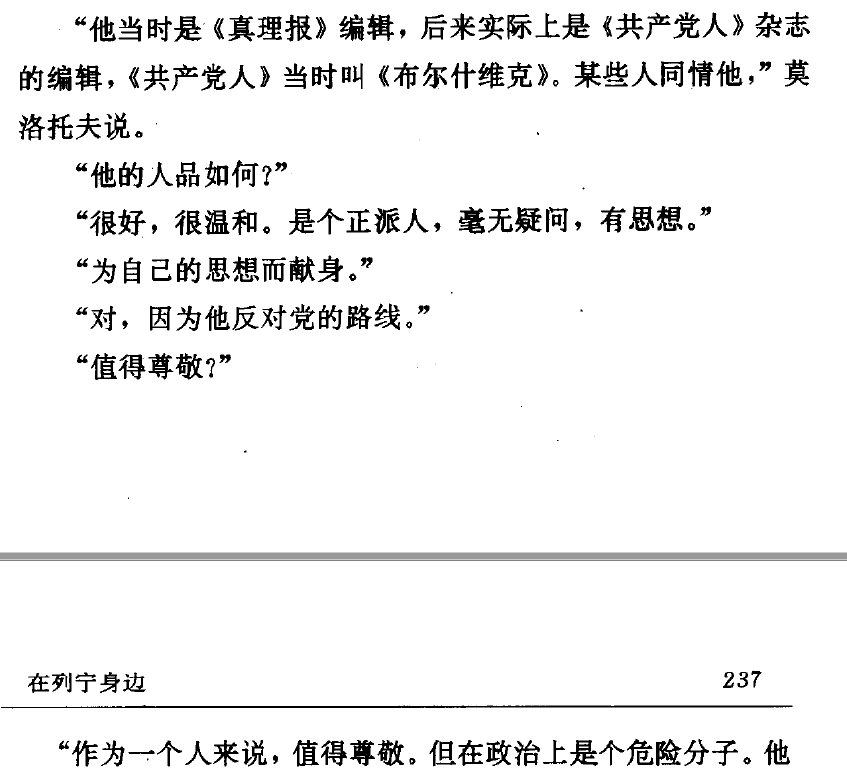 “他当时是《真理报》编辑，后来实际上是《共产党人》杂志
的编辑，《共产党人》当时叫《布尔什维克》。某些人同情他，”莫
洛托夫说。
“他的人品如何？”
“很好，很温和。是个正派人，毫无疑问，有思想。”
“为自己的思想而献身。”
“对，因为他反对党的路线。”
“值得尊敬？”
在列宁身边 237
“作为一个人来说，值得尊敬。但在政治上是个危险分子。他